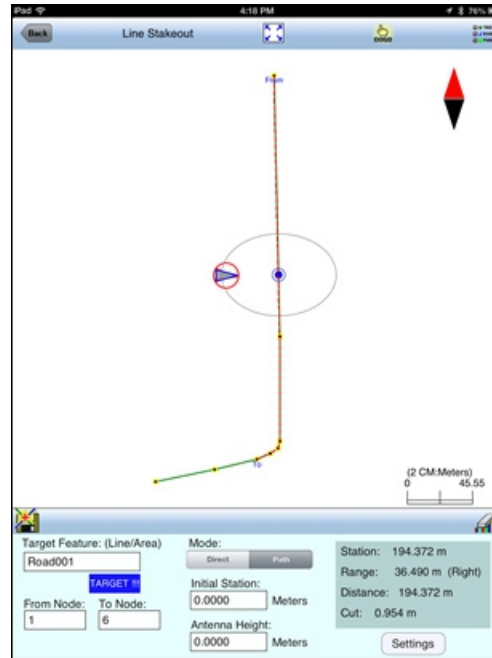 iPad 4:18 PM 76%
Back Line Stakeout COGO
From
To
(2 CM:Meters)
0 45.55
Target Feature: (Line/Area)
Road001
TARGET !!!
From Node: To Node:
1 6
Mode:
Direct Path
Initial Station:
0.0000 Meters
Antenna Height:
0.0000 Meters
Station: 194.372 m
Range: 36.490 m (Right)
Distance: 194.372 m
Cut: 0.954 m
Settings